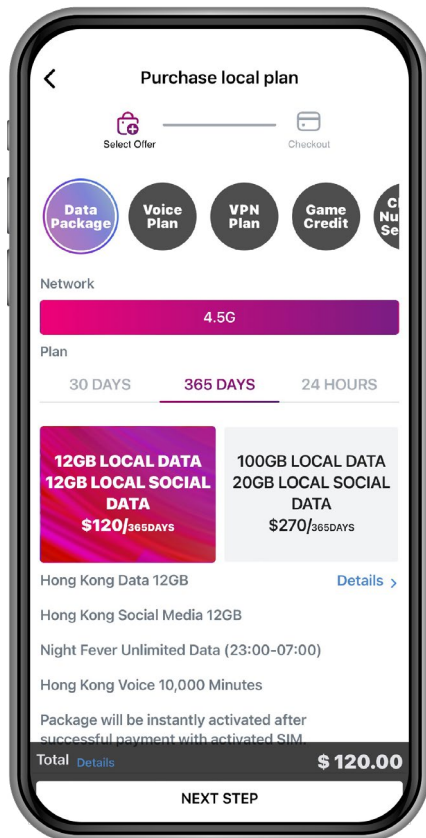 Purchase local plan
Select Offer
Checkout
Data
Package
Voice
Plan
VPN
Plan
Game
Credit
Network
4.5G
Plan
30 DAYS 365 DAYS 24 HOURS
12GB LOCAL DATA
12GB LOCAL SOCIAL
DATA
$120/365DAYS
100GB LOCAL DATA
20GB LOCAL SOCIAL
DATA
$270/365DAYS
Hong Kong Data 12GB
Details >
Hong Kong Social Media 12GB
Night Fever Unlimited Data (23:00-07:00)
Hong Kong Voice 10,000 Minutes
Package will be instantly activated after
successful payment with activated SIM.
Total Details
$ 120.00
NEXT STEP